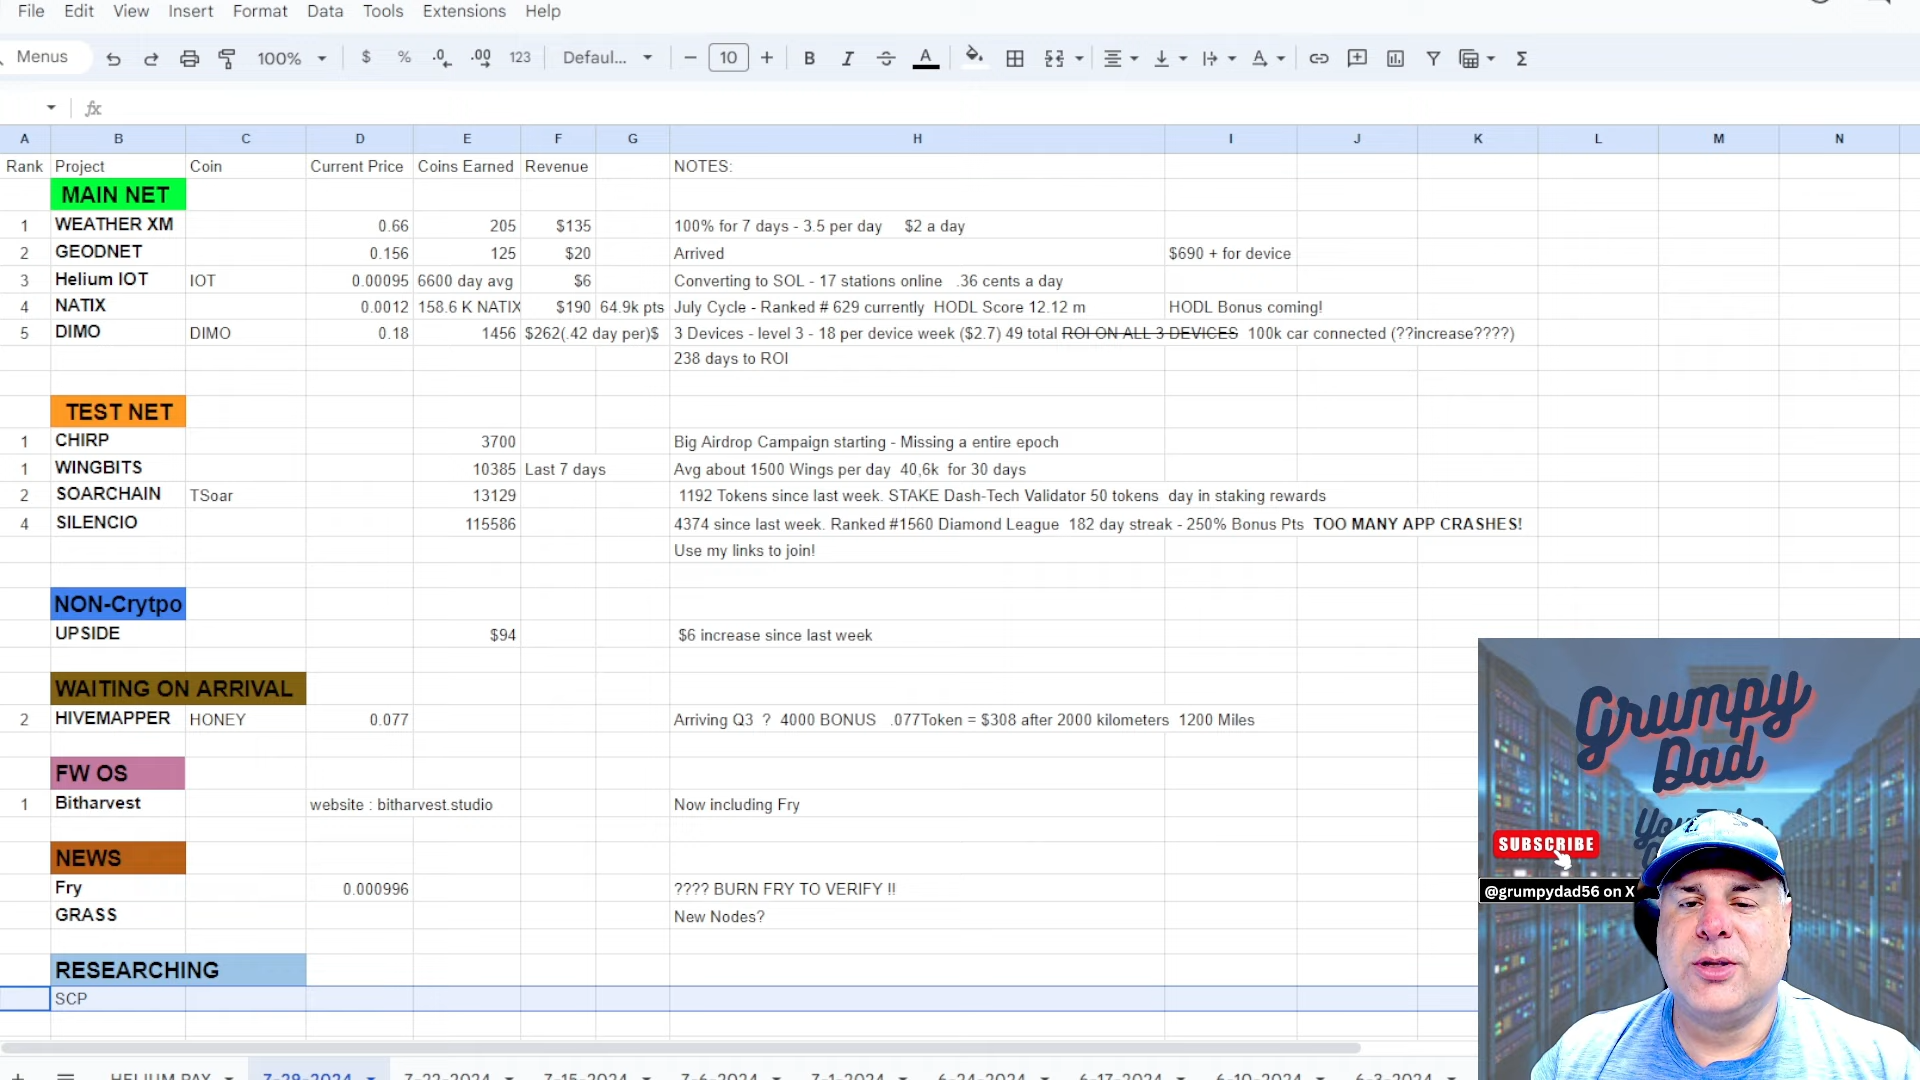 File Edit View Insert Format Data Tools Extensions Help
Menus 100% $ % .0 .00 123 Defaul... 10 B I A
fx
A B C D E F G H I J K L M N
Rank Project Coin Current Price Coins Earned Revenue NOTES:
MAIN NET
1 WEATHER XM 0.66 205 $135 100% for 7 days - 3.5 per day $2 a day
2 GEODNET 0.156 125 $20 Arrived $690 + for device
3 Helium IOT IOT 0.00095 6600 day avg $6 Converting to SOL - 17 stations online .36 cents a day
4 NATIX 0.0012 158.6 K NATIX $190 64.9k pts July Cycle - Ranked # 629 currently HODL Score 12.12 m HODL Bonus coming!
5 DIMO DIMO 0.18 1456 $262(.42 day per)$ 3 Devices - level 3 - 18 per device week ($2.7) 49 total ROI ON ALL 3 DEVICES 100k car connected (??increase????)
238 days to ROI
TEST NET
1 CHIRP 3700 Big Airdrop Campaign starting - Missing a entire epoch
1 WINGBITS 10385 Last 7 days Avg about 1500 Wings per day 40,6k for 30 days
2 SOARCHAIN TSoar 13129 1192 Tokens since last week. STAKE Dash-Tech Validator 50 tokens day in staking rewards
4 SILENCIO 115586 4374 since last week. Ranked #1560 Diamond League 182 day streak - 250% Bonus Pts TOO MANY APP CRASHES!
Use my links to join!
NON-Crytpo
UPSIDE $94 $6 increase since last week
WAITING ON ARRIVAL
2 HIVEMAPPER HONEY 0.077 Arriving Q3 ? 4000 BONUS .077Token = $308 after 2000 kilometers 1200 Miles
FW OS
1 Bitharvest website : bitharvest.studio Now including Fry
NEWS
Fry 0.000996 ???? BURN FRY TO VERIFY !!
GRASS New Nodes?
RESEARCHING
SCP
Grumpy
Dad
SUBSCRIBE
@grumpydad56 on X
HELIUM PAY 7-29-2024 7-22-2024 7-15-2024 7-6-2024 7-1-2024 6-24-2024 6-17-2024 6-10-2024 6-3-2024